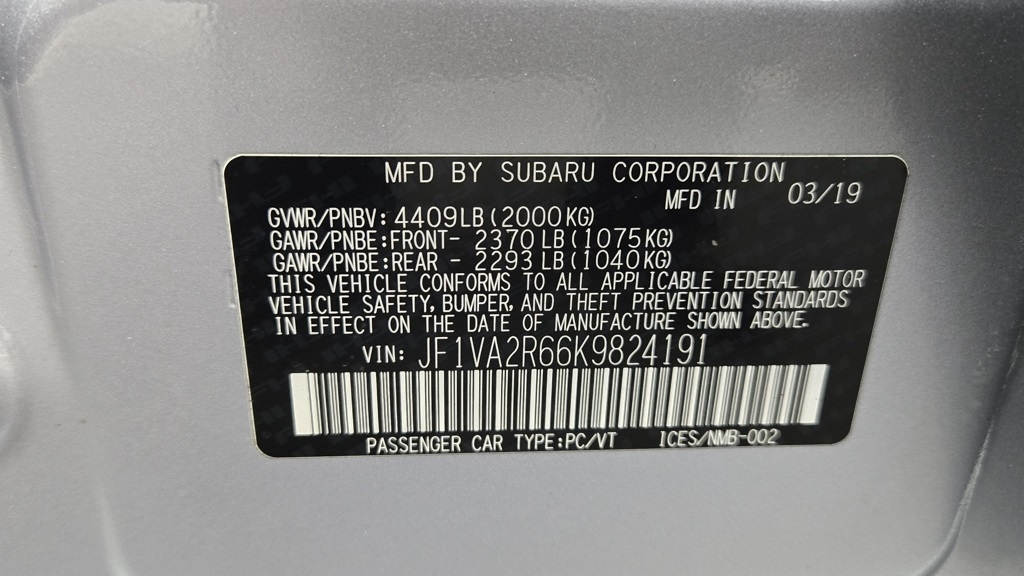 MFD BY SUBARU CORPORATION
MFD IN 03/19
GVWR/PNBV: 4409LB(2000KG)
GAWR/PNBE:FRONT- 2370LB(1075KG)
GAWR/PNBE:REAR - 2293LB(1040KG)
THIS VEHICLE CONFORMS TO ALL APPLICABLE FEDERAL MOTOR
VEHICLE SAFETY, BUMPER, AND THEFT PREVENTION STANDARDS
IN EFFECT ON THE DATE OF MANUFACTURE SHOWN ABOVE.
VIN: JF1VA2R66K9824191
PASSENGER CAR TYPE:PC/VT ICES/NMB-002